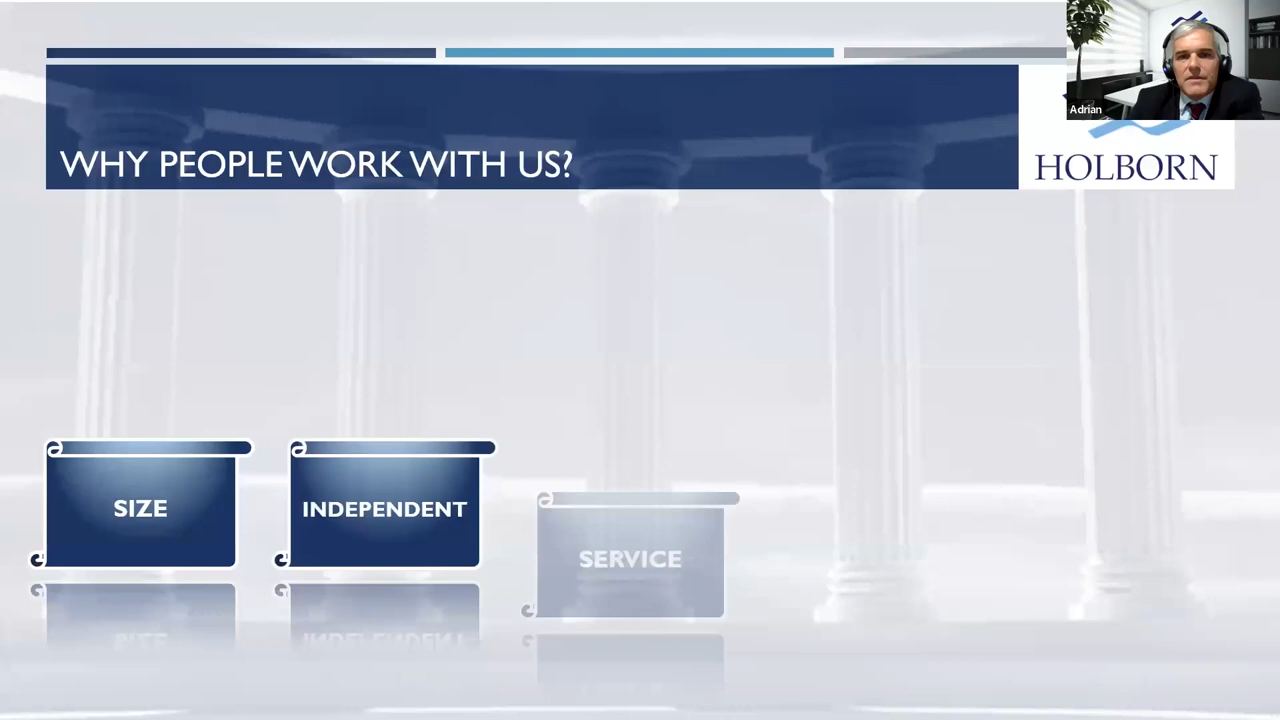 Adrian
WHY PEOPLE WORK WITH US?
HOLBORN
SIZE
INDEPENDENT
SERVICE